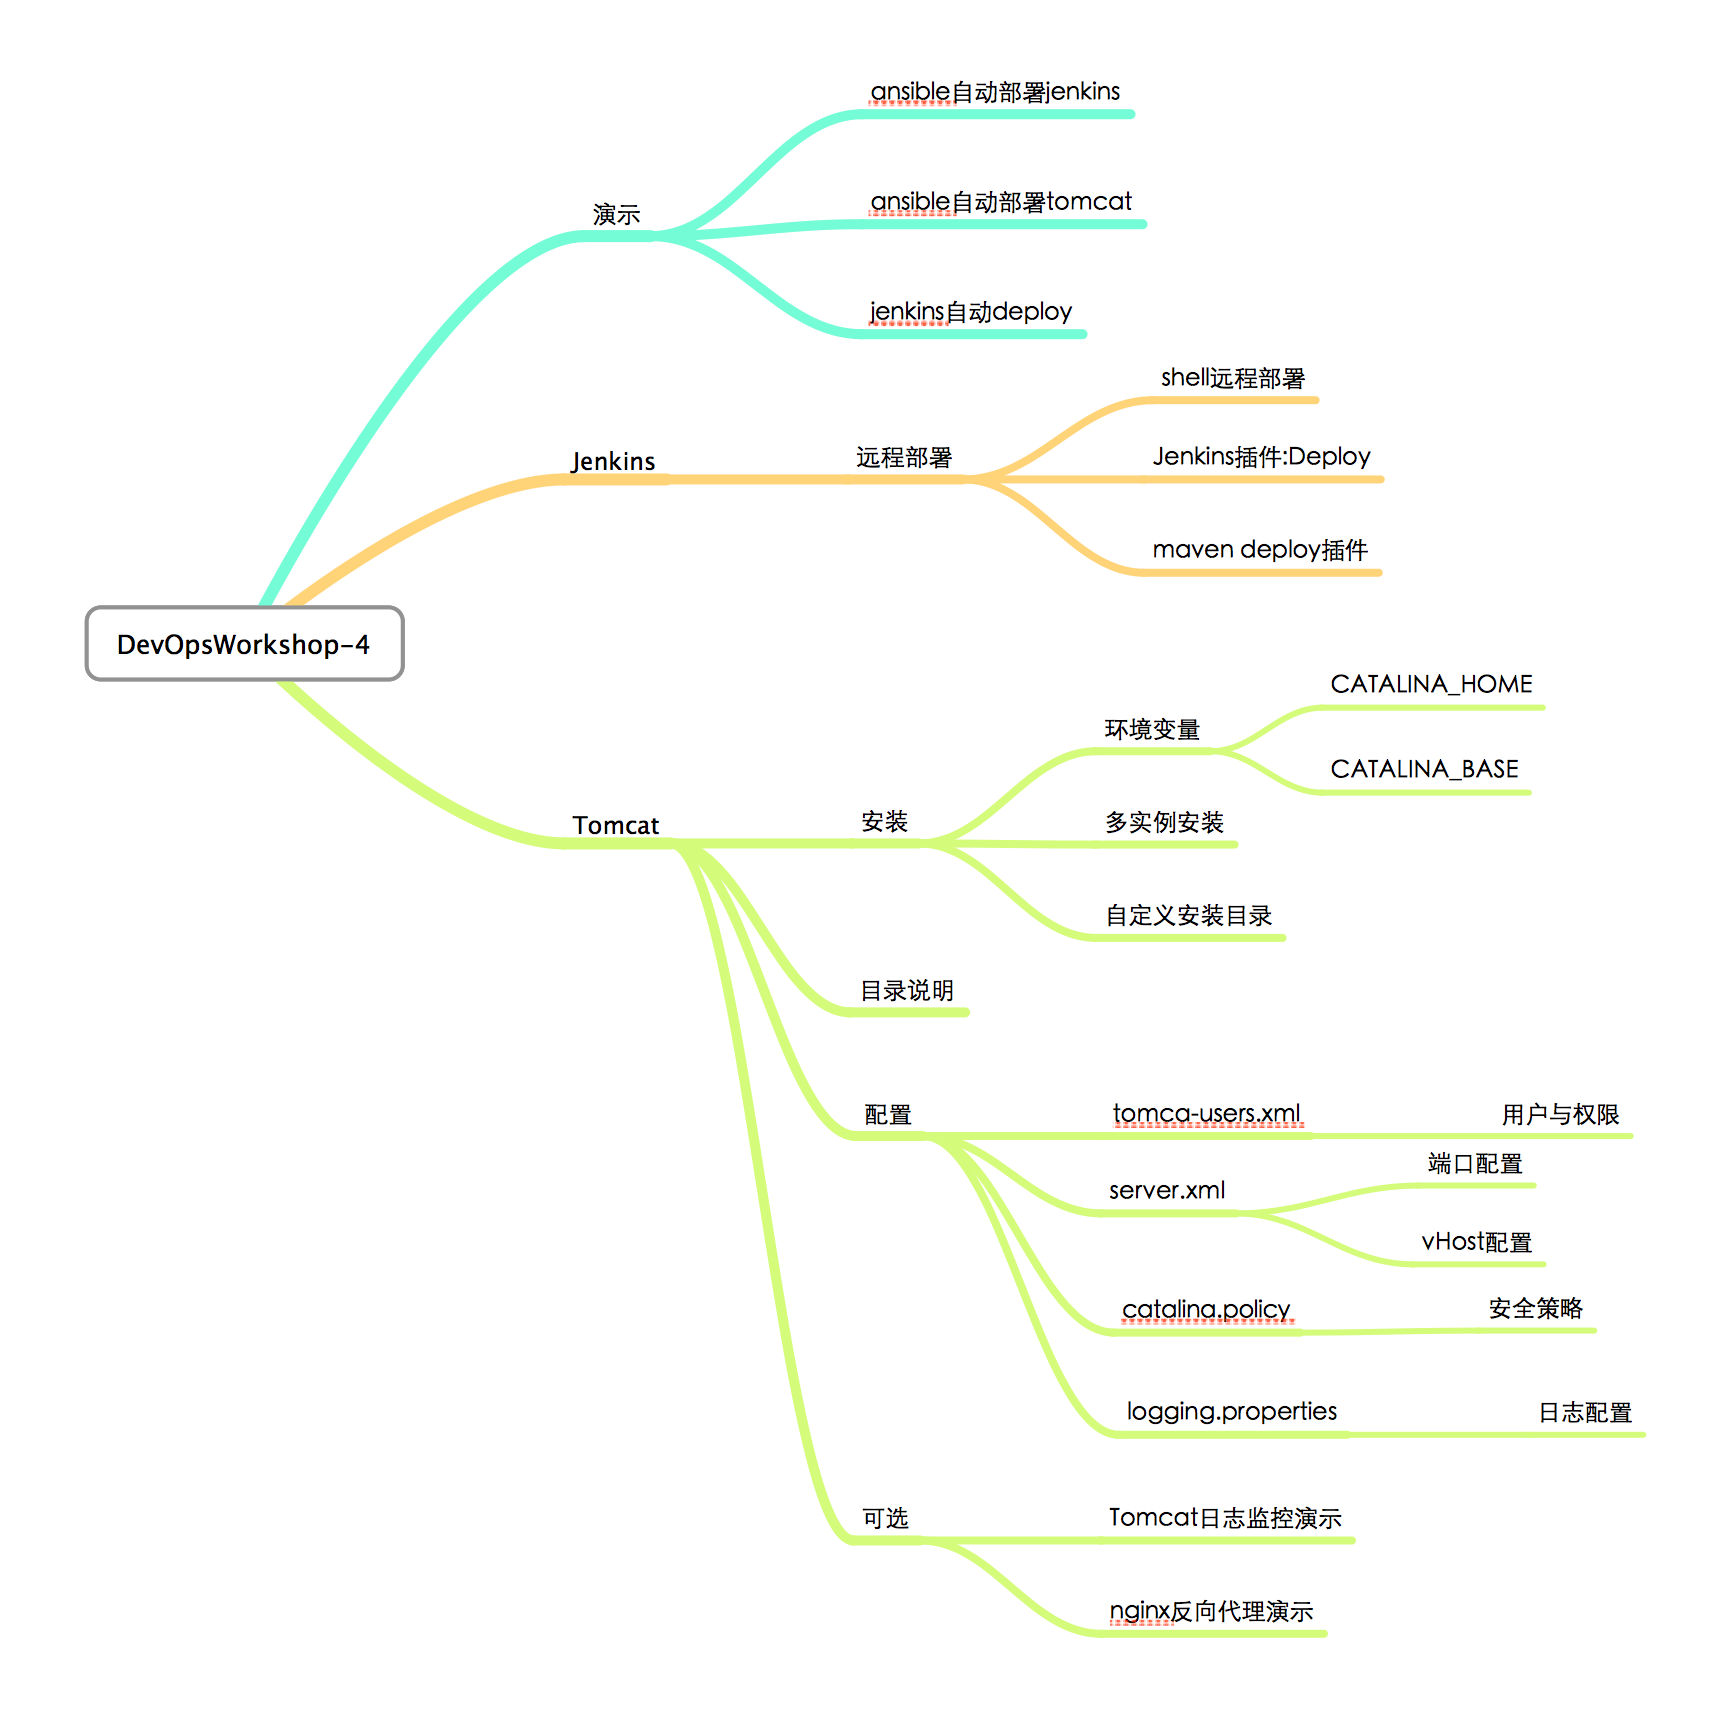 DevOpsWorkshop-4
演示
ansible自动部署jenkins
ansible自动部署tomcat
jenkins自动deploy
Jenkins
远程部署
shell远程部署
Jenkins插件:Deploy
maven deploy插件
Tomcat
安装
环境变量
CATALINA_HOME
CATALINA_BASE
多实例安装
自定义安装目录
目录说明
配置
tomca-users.xml
用户与权限
server.xml
端口配置
vHost配置
catalina.policy
安全策略
logging.properties
日志配置
可选
Tomcat日志监控演示
nginx反向代理演示